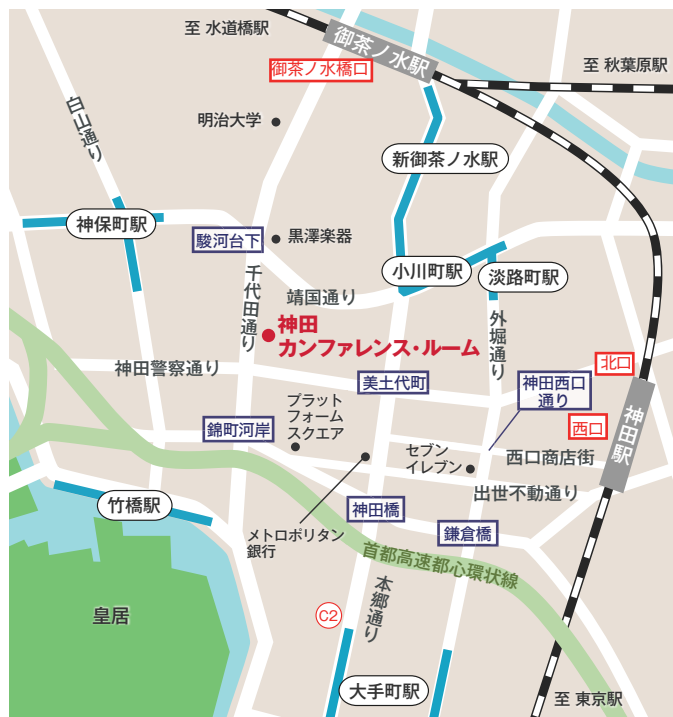 至 水道橋駅
御茶ノ水駅
至 秋葉原駅
御茶ノ水橋口
白山通り
明治大学
新御茶ノ水駅
神保町駅
駿河台下
黒澤楽器
小川町駅
淡路町駅
千代田通り
靖国通り
外堀通り
神田
カンファレンス・ルーム
神田警察通り
北口
美土代町
神田西口
通り
神田駅
プラット
フォーム
スクエア
錦町河岸
西口
セブン
イレブン
西口商店街
出世不動通り
竹橋駅
神田橋
メトロポリタン
銀行
鎌倉橋
首都高速都心環状線
皇居
C2
本郷通り
大手町駅
至 東京駅